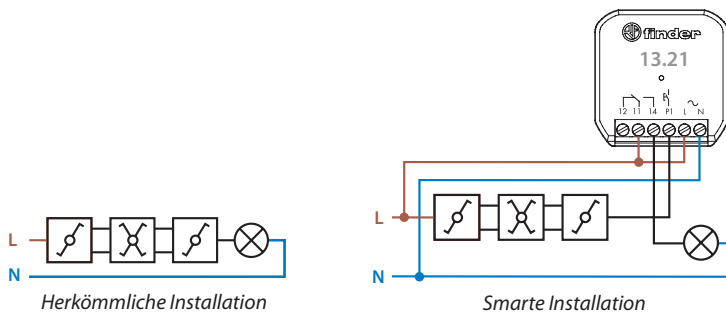 finder
13.21
12 11 14 P1 L N
L
N
Herkömmliche Installation
L
N
Smarte Installation